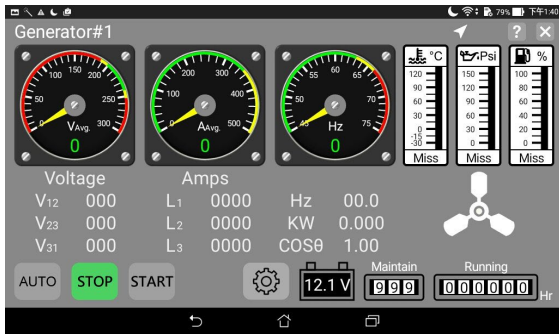 79% 下午1:40
Generator#1 ? ×
0 50 100 150 200 250 300 VAvg. 0
0 100 200 300 400 500 AAvg. 0
45 50 55 60 65 70 75 Hz 0
°C 120 90 60 30 0 -15 -30 Miss
Psi 150 120 90 60 30 0 Miss
% 100 80 60 40 20 0 Miss
Voltage Amps
V12 000 L1 0000 Hz 00.0
V23 000 L2 0000 KW 0.000
V31 000 L3 0000 COSθ 1.00
AUTO STOP START 12.1 V
Maintain 999
Running 000000 Hr